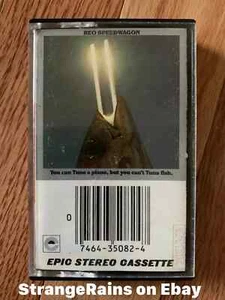 REO SPEEDWAGON
You can Tune a piano, but you can't Tuna fish.
0
7464-35082-4
EPIC STEREO CASSETTE
StrangeRains on Ebay